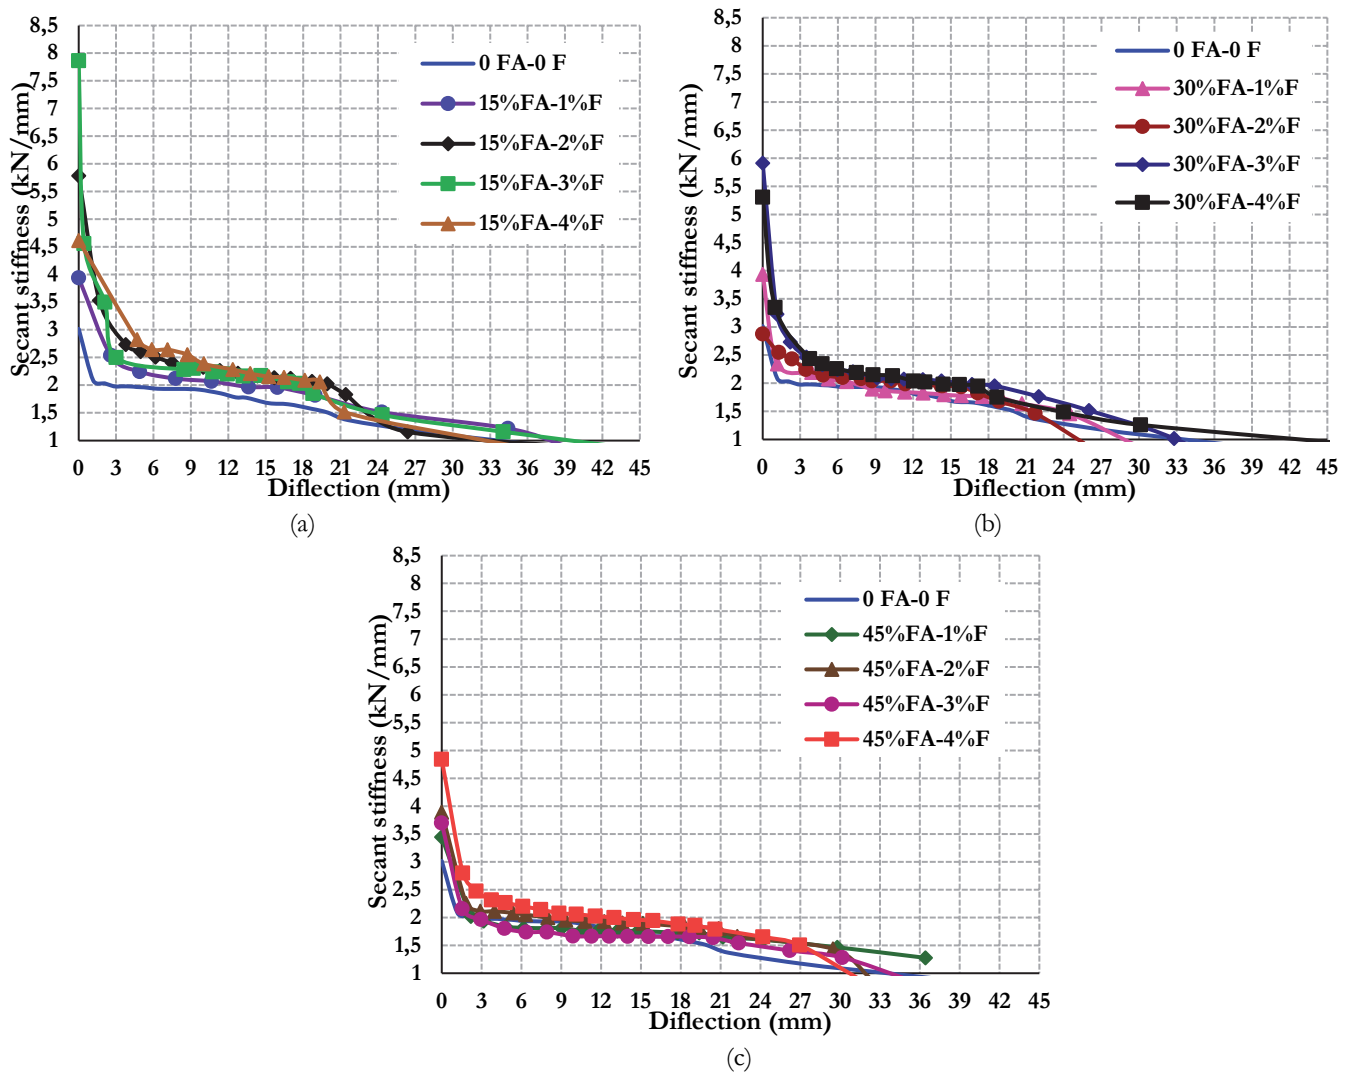 8,5
8
7,5
7
6,5
6
5,5
5
4,5
4
3,5
3
2,5
2
1,5
1
Secant stiffness (kN/mm)
0 FA-0 F
15%FA-1%F
15%FA-2%F
15%FA-3%F
15%FA-4%F
0 3 6 9 12 15 18 21 24 27 30 33 36 39 42 45
Diflection (mm)
(a)
8,5
8
7,5
7
6,5
6
5,5
5
4,5
4
3,5
3
2,5
2
1,5
1
Secant stiffness (kN/mm)
0 FA-0 F
30%FA-1%F
30%FA-2%F
30%FA-3%F
30%FA-4%F
0 3 6 9 12 15 18 21 24 27 30 33 36 39 42 45
Diflection (mm)
(b)
8,5
8
7,5
7
6,5
6
5,5
5
4,5
4
3,5
3
2,5
2
1,5
1
Secant stiffness (kN/mm)
0 FA-0 F
45%FA-1%F
45%FA-2%F
45%FA-3%F
45%FA-4%F
0 3 6 9 12 15 18 21 24 27 30 33 36 39 42 45
Diflection (mm)
(c)